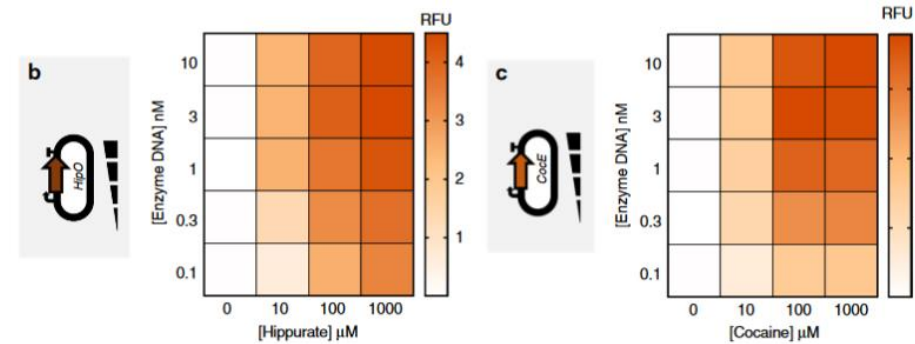 b
HipO
RFU
[Enzyme DNA] nM
10
3
1
0.3
0.1
0 10 100 1000
[Hippurate] µM
4
3
2
1
c
CocE
RFU
[Enzyme DNA] nM
10
3
1
0.3
0.1
0 10 100 1000
[Cocaine] µM